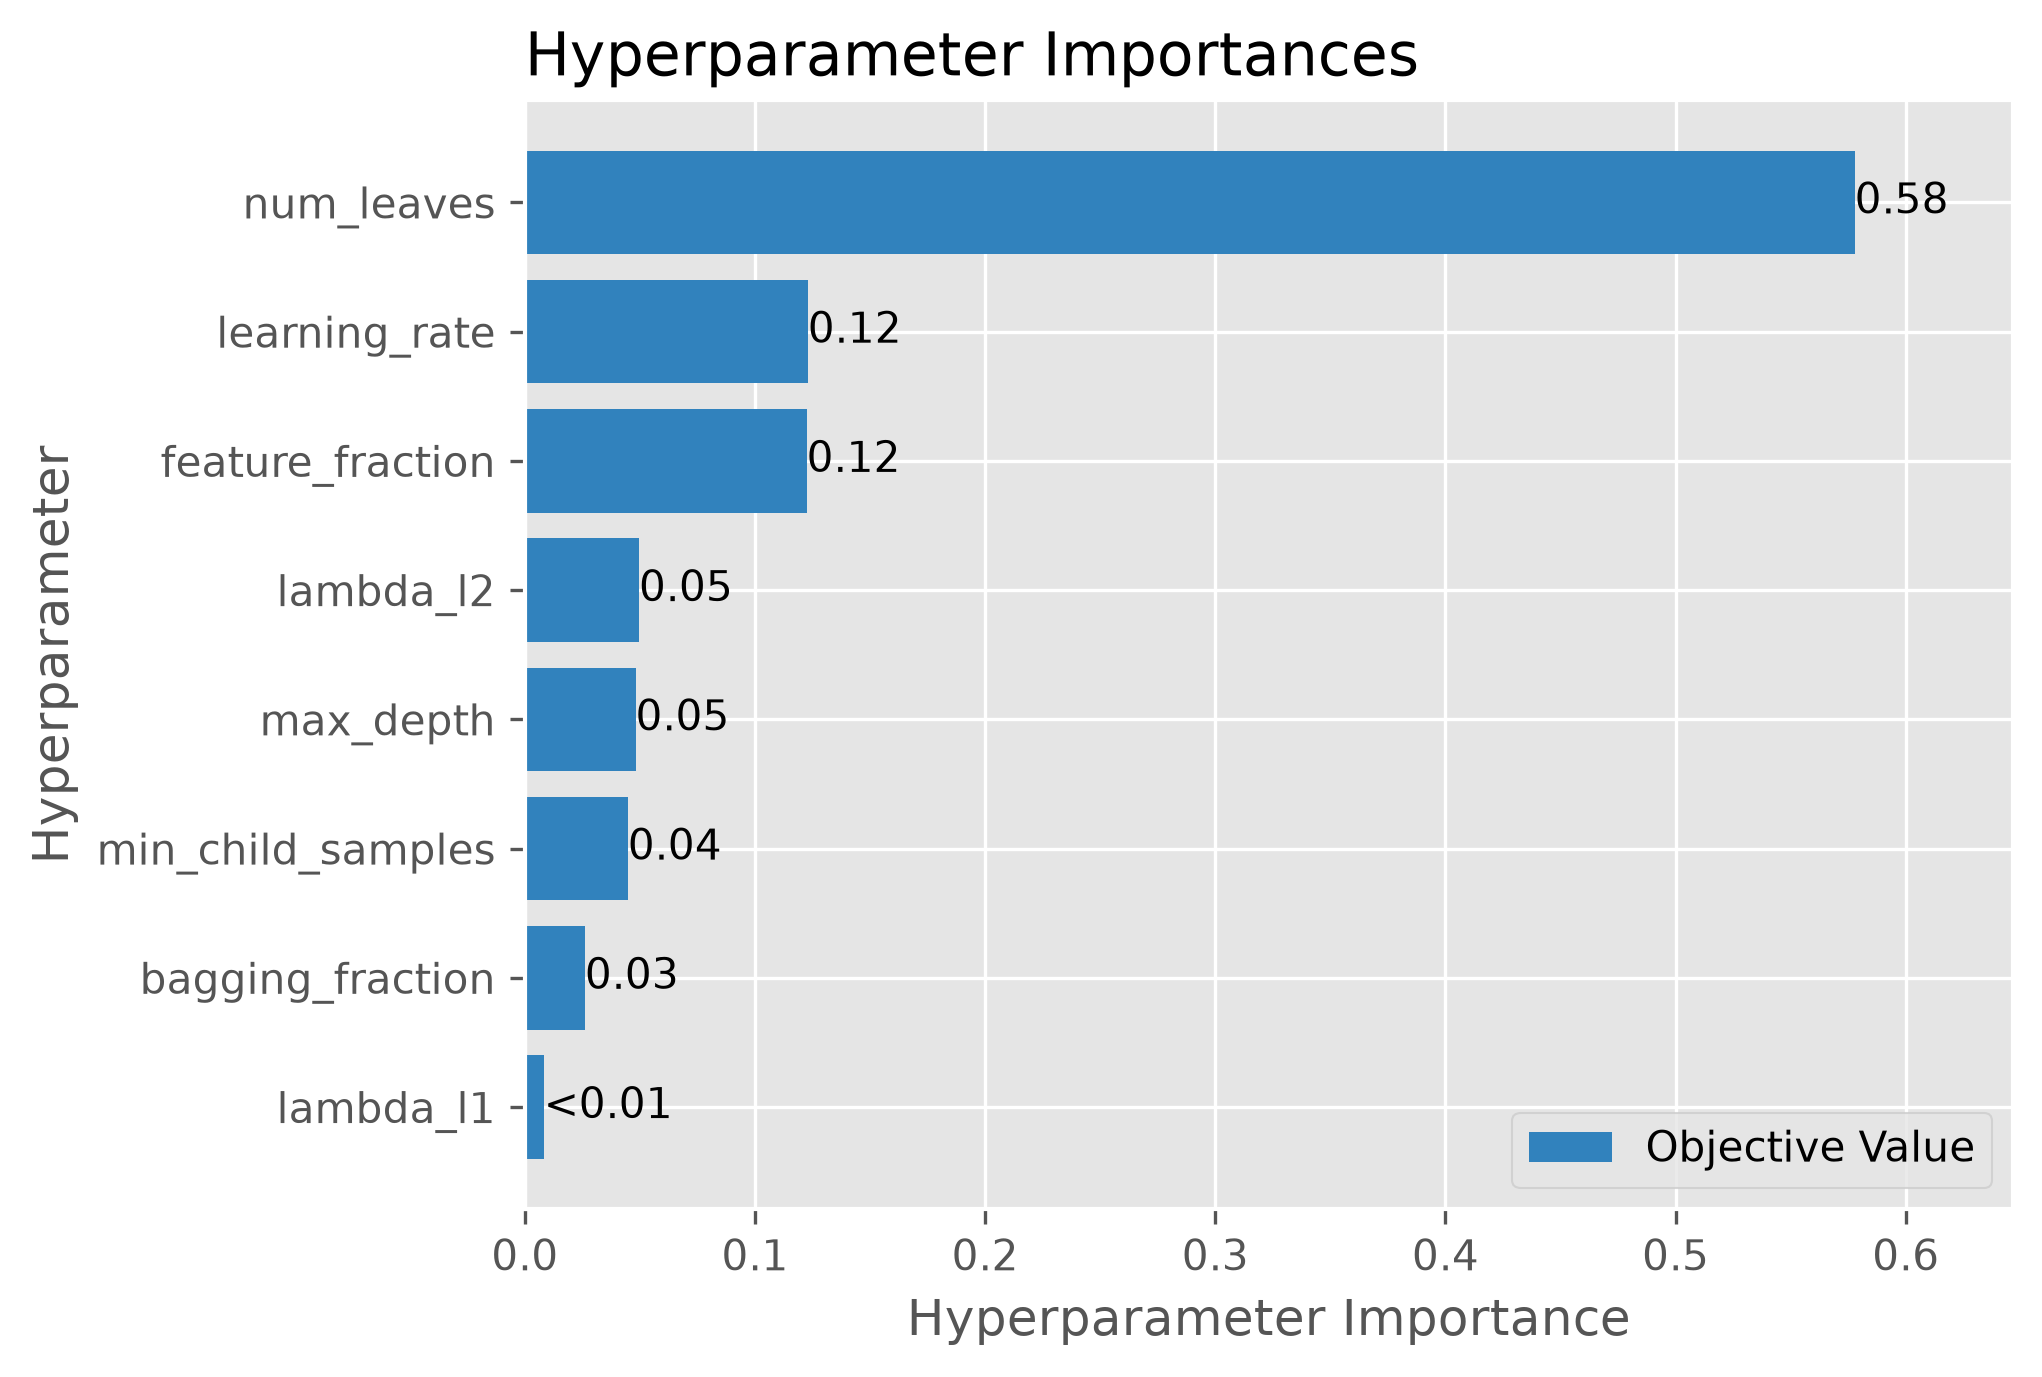 Hyperparameter Importances
Hyperparameter
num_leaves
0.58
learning_rate
0.12
feature_fraction
0.12
lambda_l2
0.05
max_depth
0.05
min_child_samples
0.04
bagging_fraction
0.03
lambda_l1
<0.01
Objective Value
0.0 0.1 0.2 0.3 0.4 0.5 0.6
Hyperparameter Importance